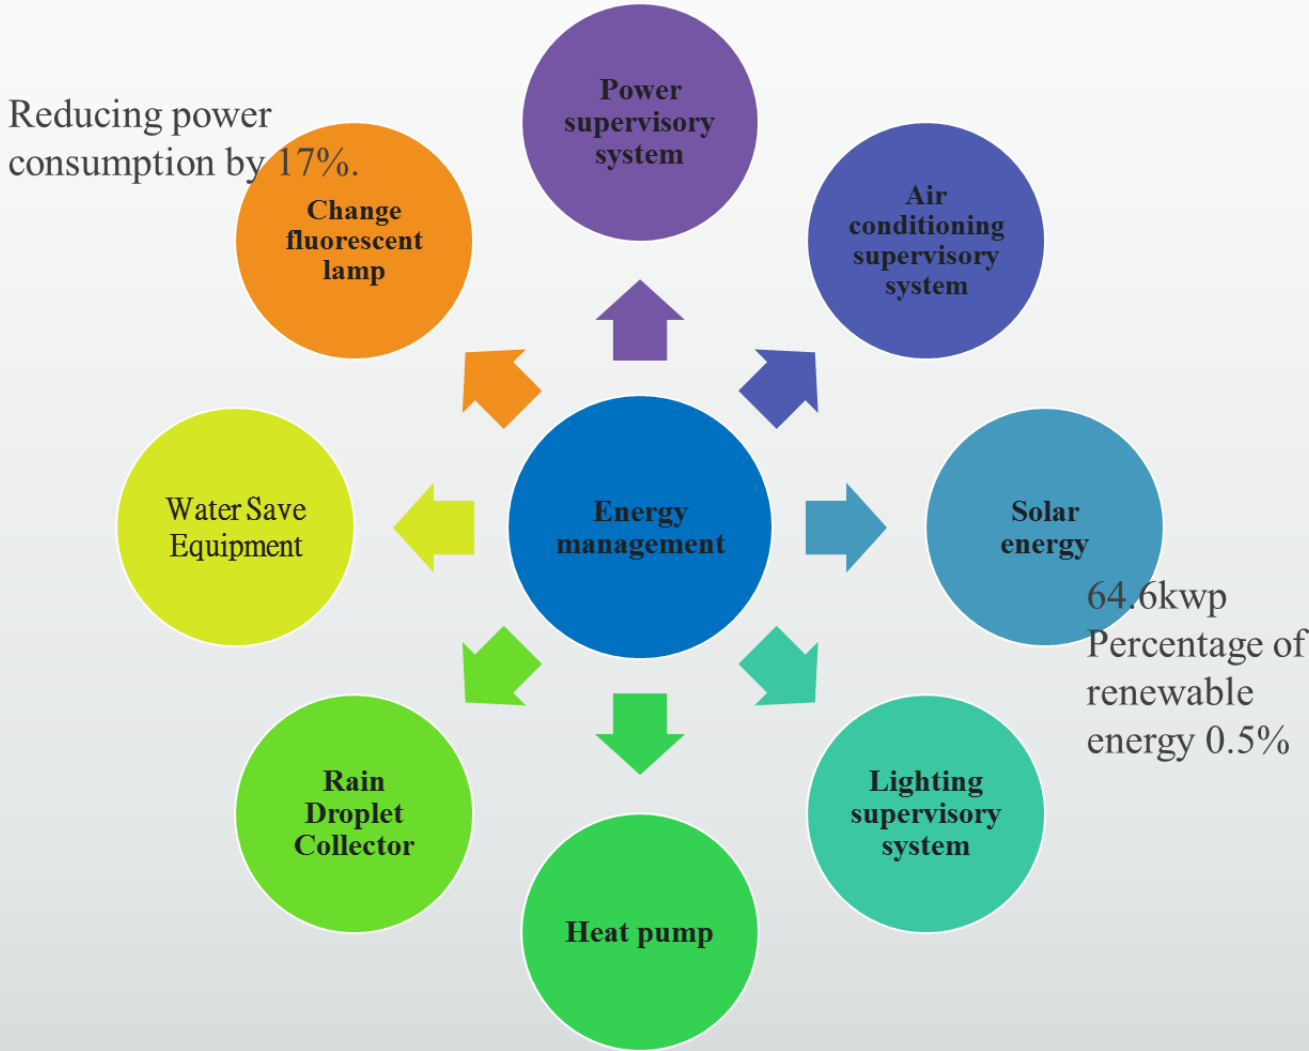 Reducing power
consumption by 17%.
Power
supervisory
system
Air
conditioning
supervisory
system
Change
fluorescent
lamp
Water Save
Equipment
Energy
management
Solar
energy
64.6kwp
Percentage of
renewable
energy 0.5%
Rain
Droplet
Collector
Lighting
supervisory
system
Heat pump